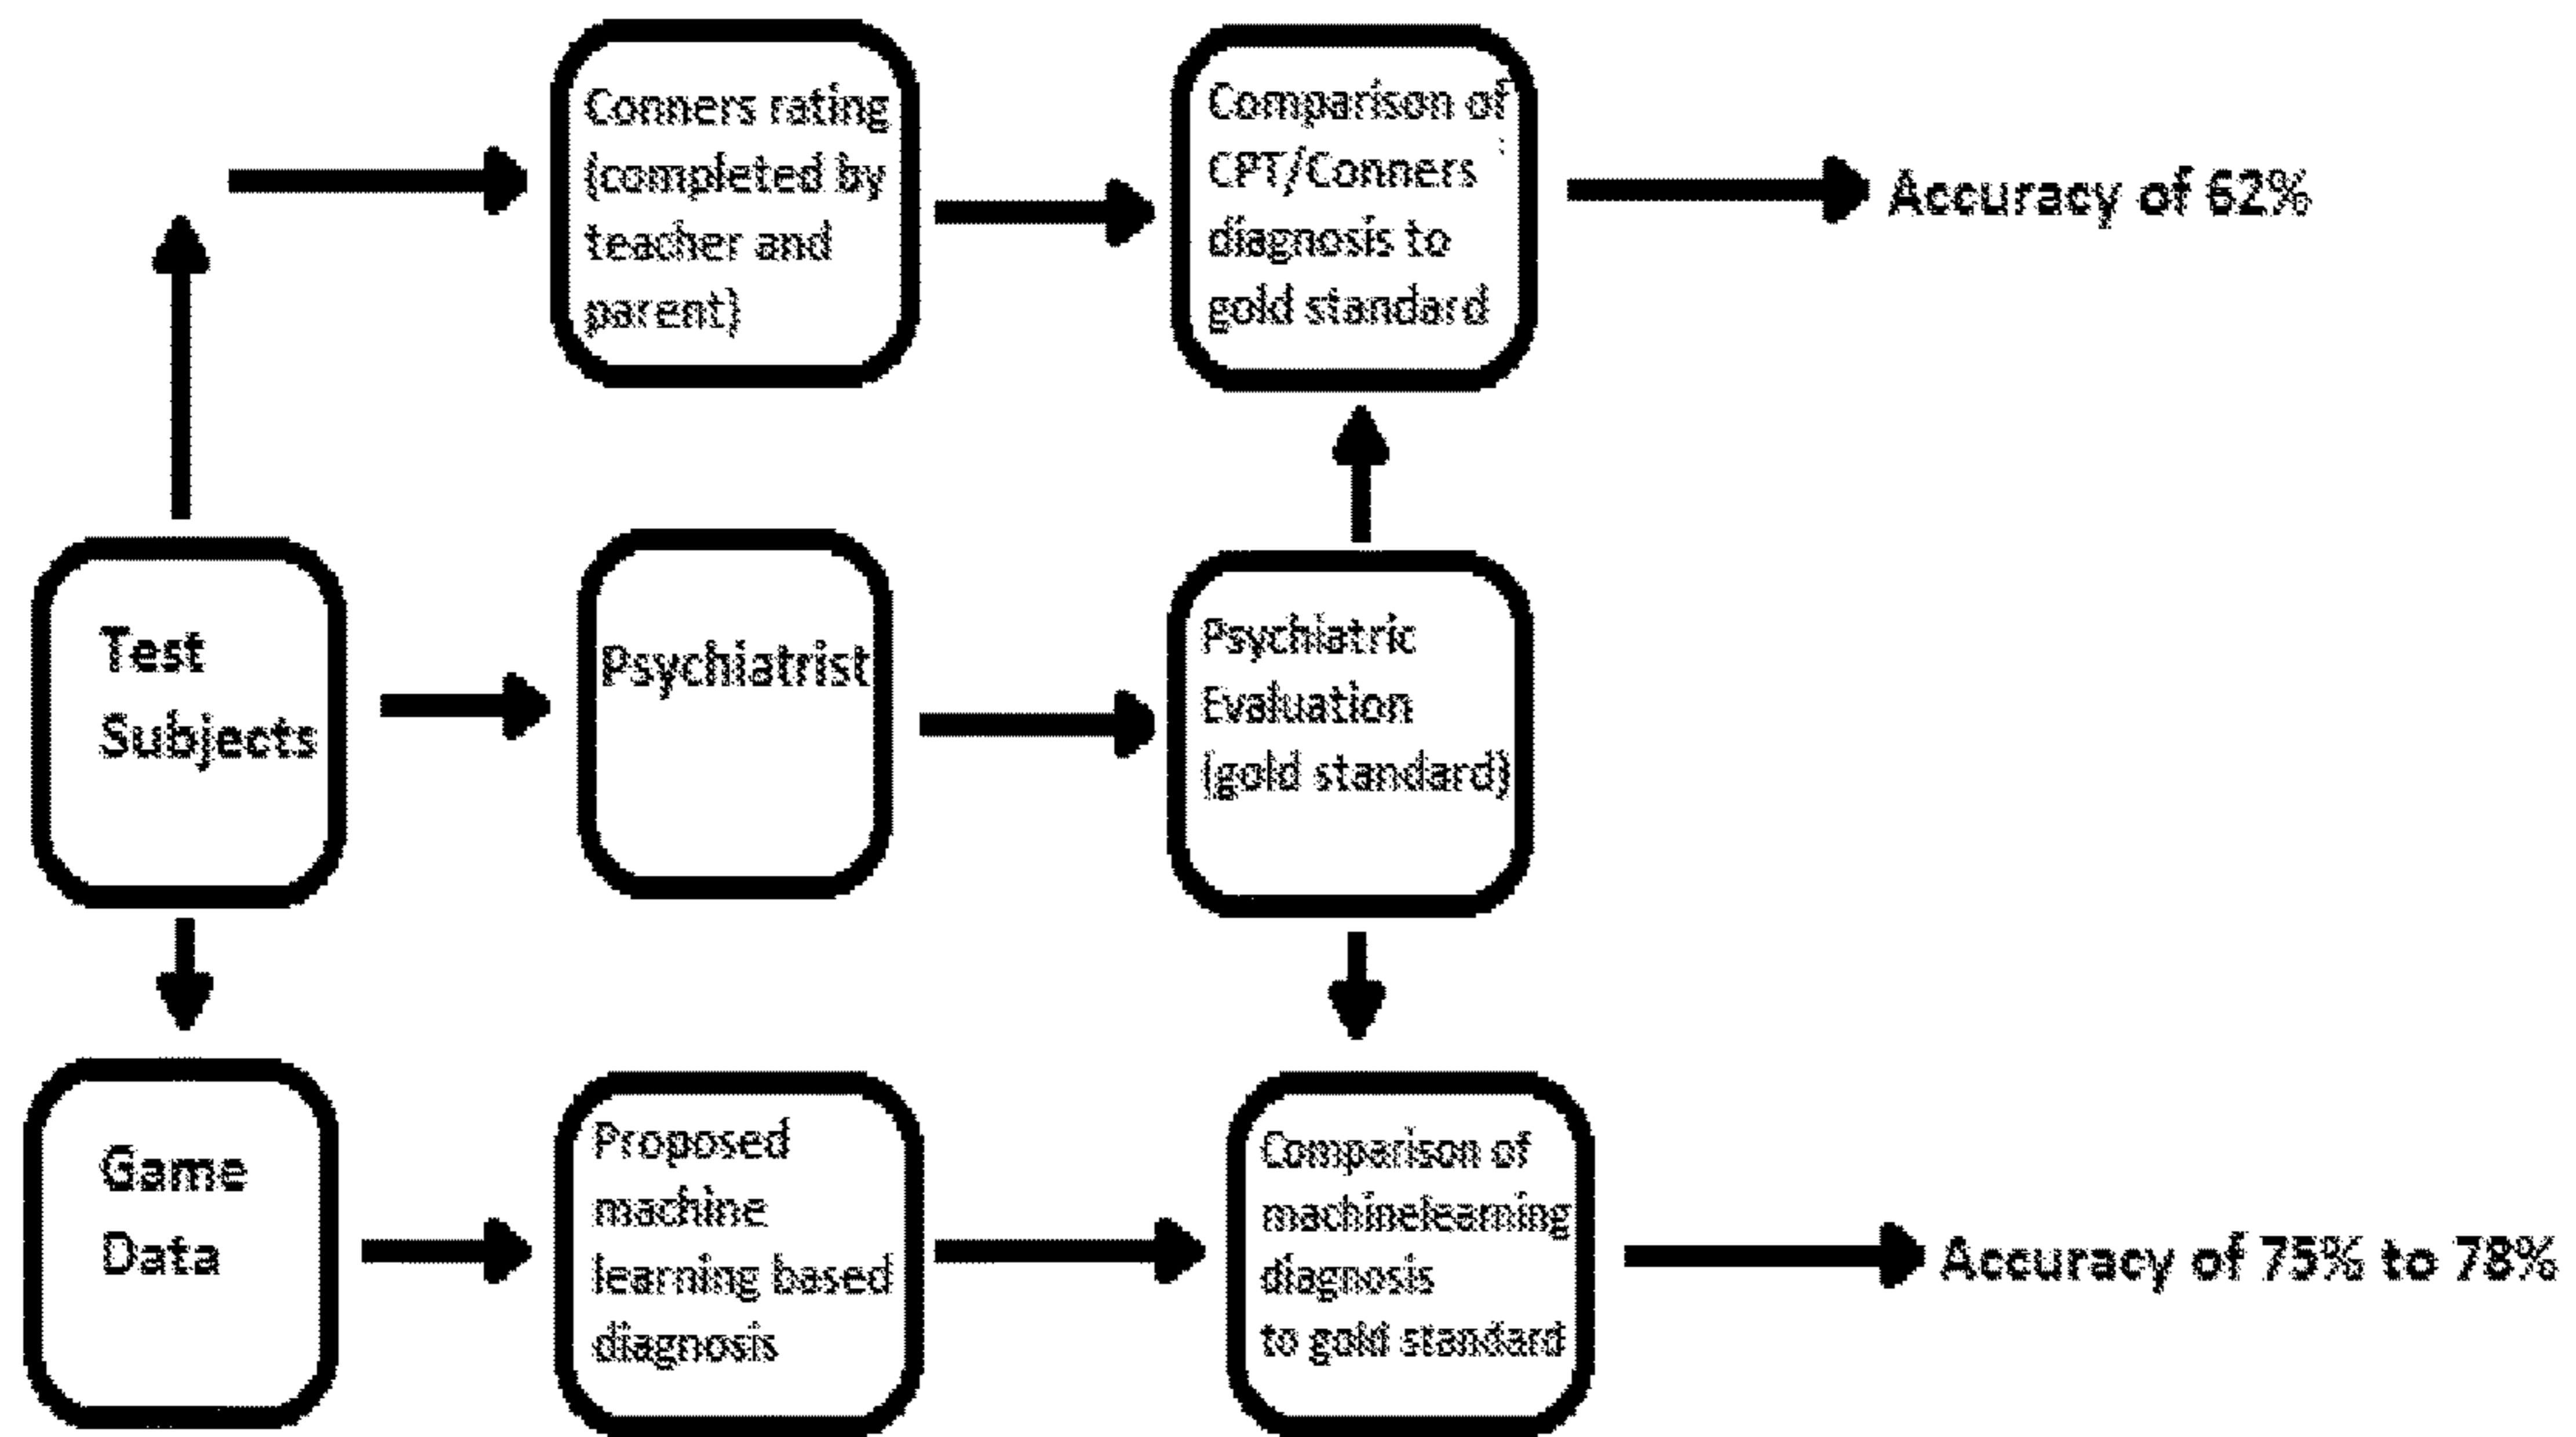 Conners rating
(completed by
teacher and
parent)
Comparison of
CPT/Conners
diagnosis to
gold standard
Accuracy of 62%
Test
Subjects
Psychiatrist
Psychiatric
Evaluation
(gold standard)
Game
Data
Proposed
machine
learning based
diagnosis
Comparison of
machinelearning
diagnosis
to gold standard
Accuracy of 75% to 78%